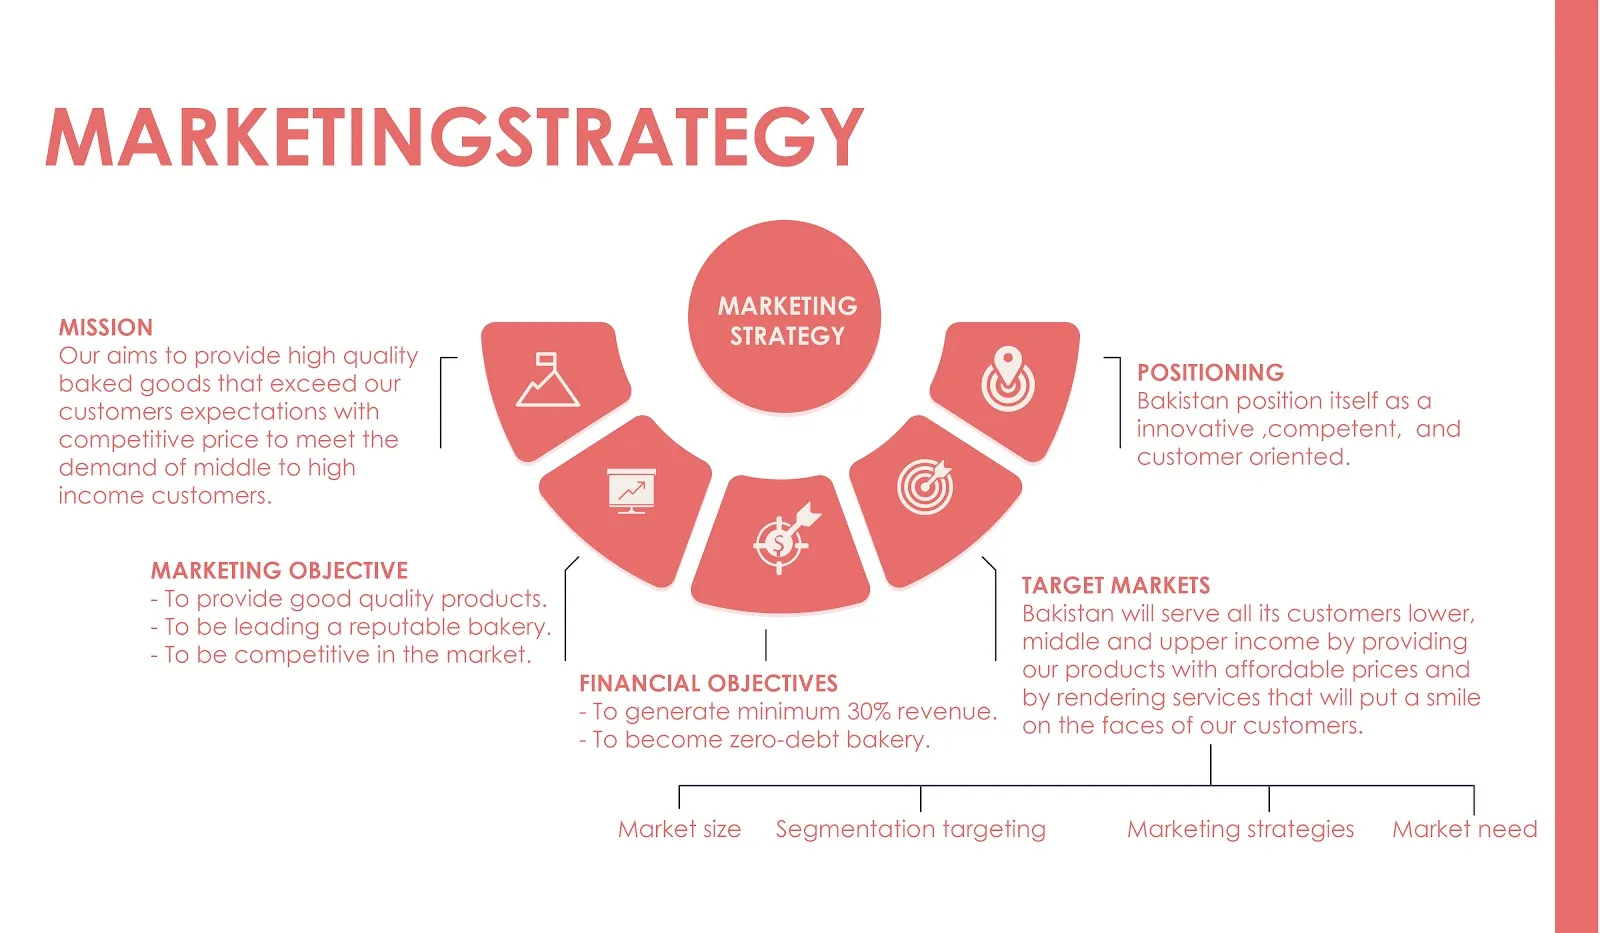 MARKETINGSTRATEGY
MARKETING
STRATEGY
MISSION
Our aims to provide high quality
baked goods that exceed our
customers expectations with
competitive price to meet the
demand of middle to high
income customers.
MARKETING OBJECTIVE
- To provide good quality products.
- To be leading a reputable bakery.
- To be competitive in the market.
$
FINANCIAL OBJECTIVES
- To generate minimum 30% revenue.
- To become zero-debt bakery.
TARGET MARKETS
Bakistan will serve all its customers lower,
middle and upper income by providing
our products with affordable prices and
by rendering services that will put a smile
on the faces of our customers.
POSITIONING
Bakistan position itself as a
innovative ,competent,  and
customer oriented.
Market size
Segmentation targeting
Marketing strategies
Market need